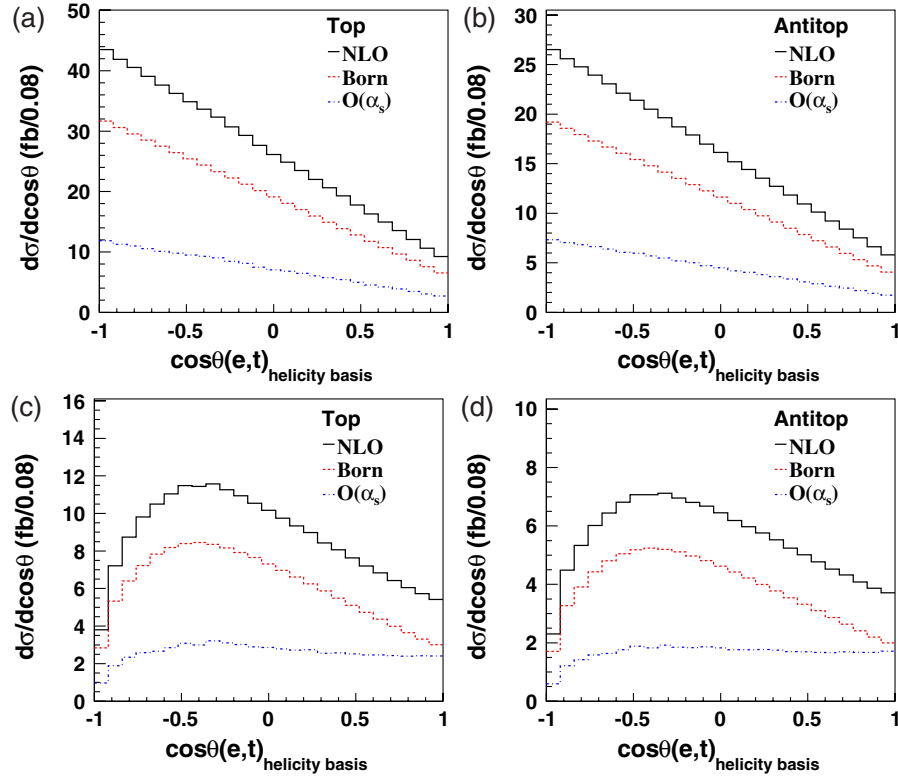 (a)
Top
NLO
Born
O(αs)
dσ/dcosθ (fb/0.08)
50
40
30
20
10
0
-1 -0.5 0 0.5 1
cosθ(e,t)helicity basis
(b)
Antitop
NLO
Born
O(αs)
dσ/dcosθ (fb/0.08)
30
25
20
15
10
5
0
-1 -0.5 0 0.5 1
cosθ(e,t)helicity basis
(c)
Top
NLO
Born
O(αs)
dσ/dcosθ (fb/0.08)
16
14
12
10
8
6
4
2
0
-1 -0.5 0 0.5 1
cosθ(e,t)helicity basis
(d)
Antitop
NLO
Born
O(αs)
dσ/dcosθ (fb/0.08)
10
8
6
4
2
0
-1 -0.5 0 0.5 1
cosθ(e,t)helicity basis